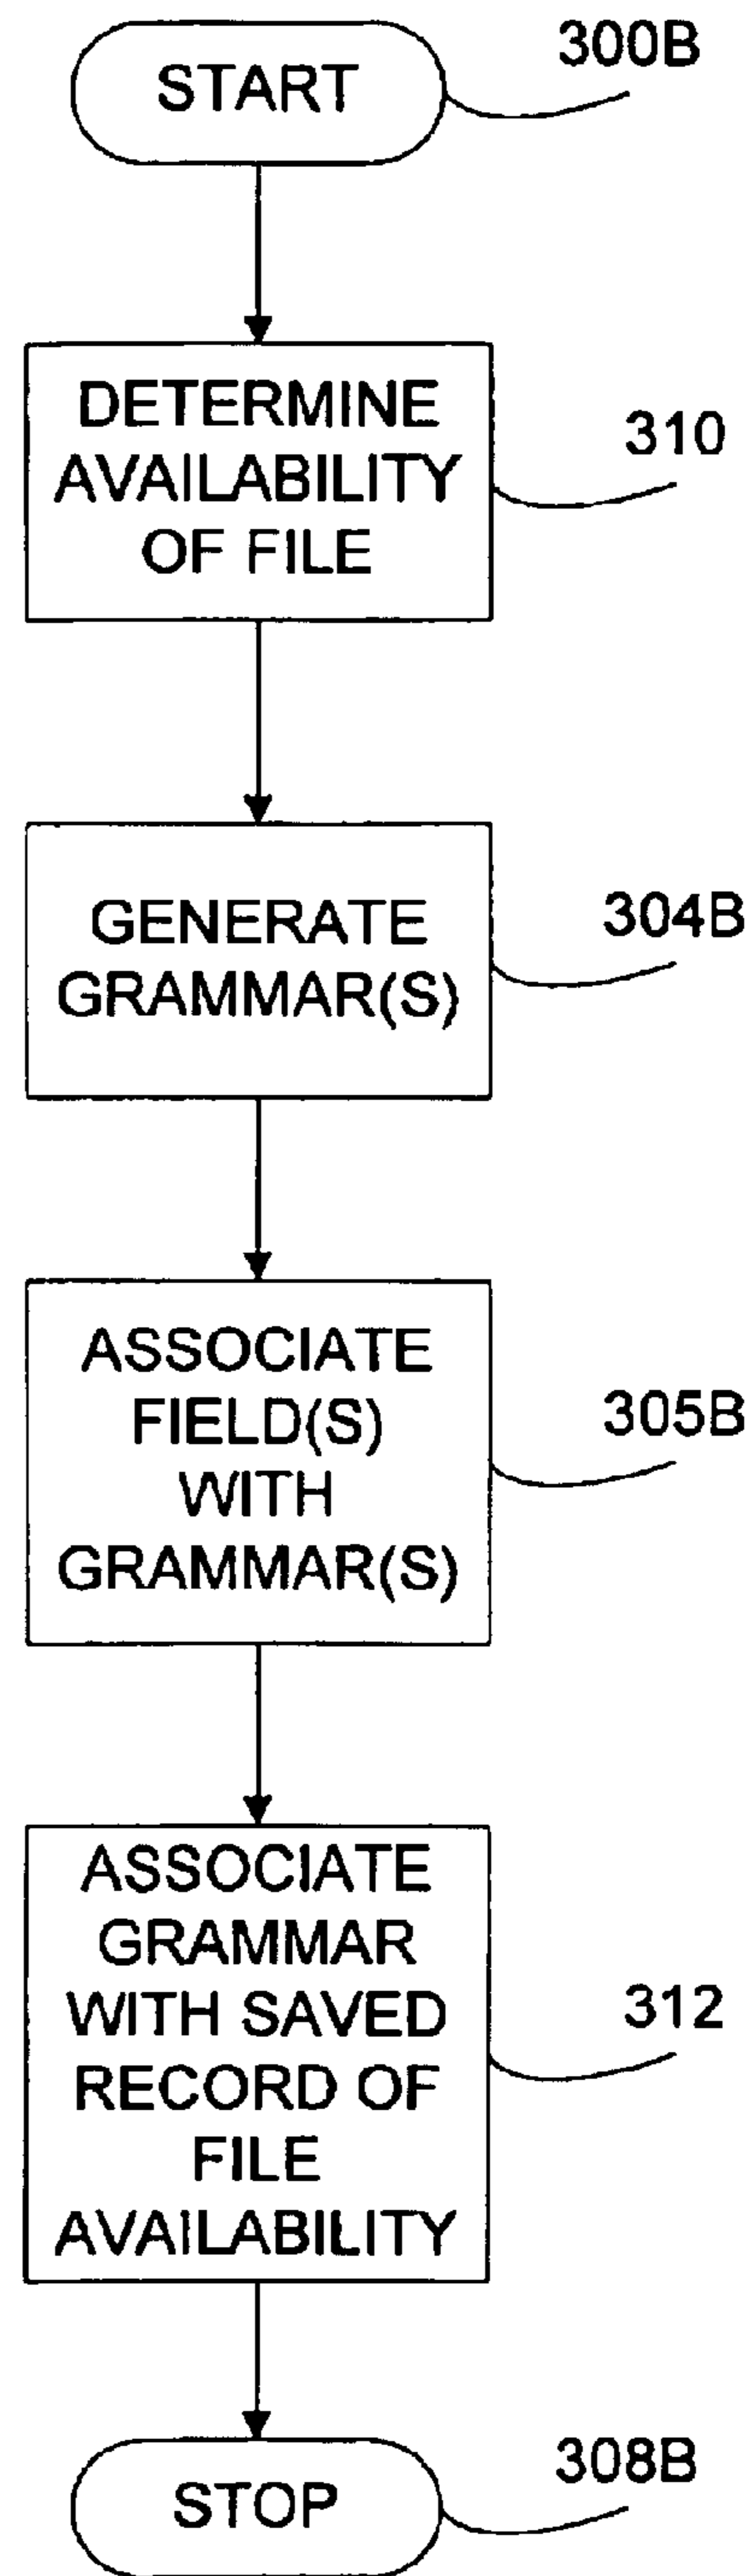 START
300B
DETERMINE
AVAILABILITY
OF FILE
310
GENERATE
GRAMMAR(S)
304B
ASSOCIATE
FIELD(S)
WITH
GRAMMAR(S)
305B
ASSOCIATE
GRAMMAR
WITH SAVED
RECORD OF
FILE
AVAILABILITY
312
STOP
308B